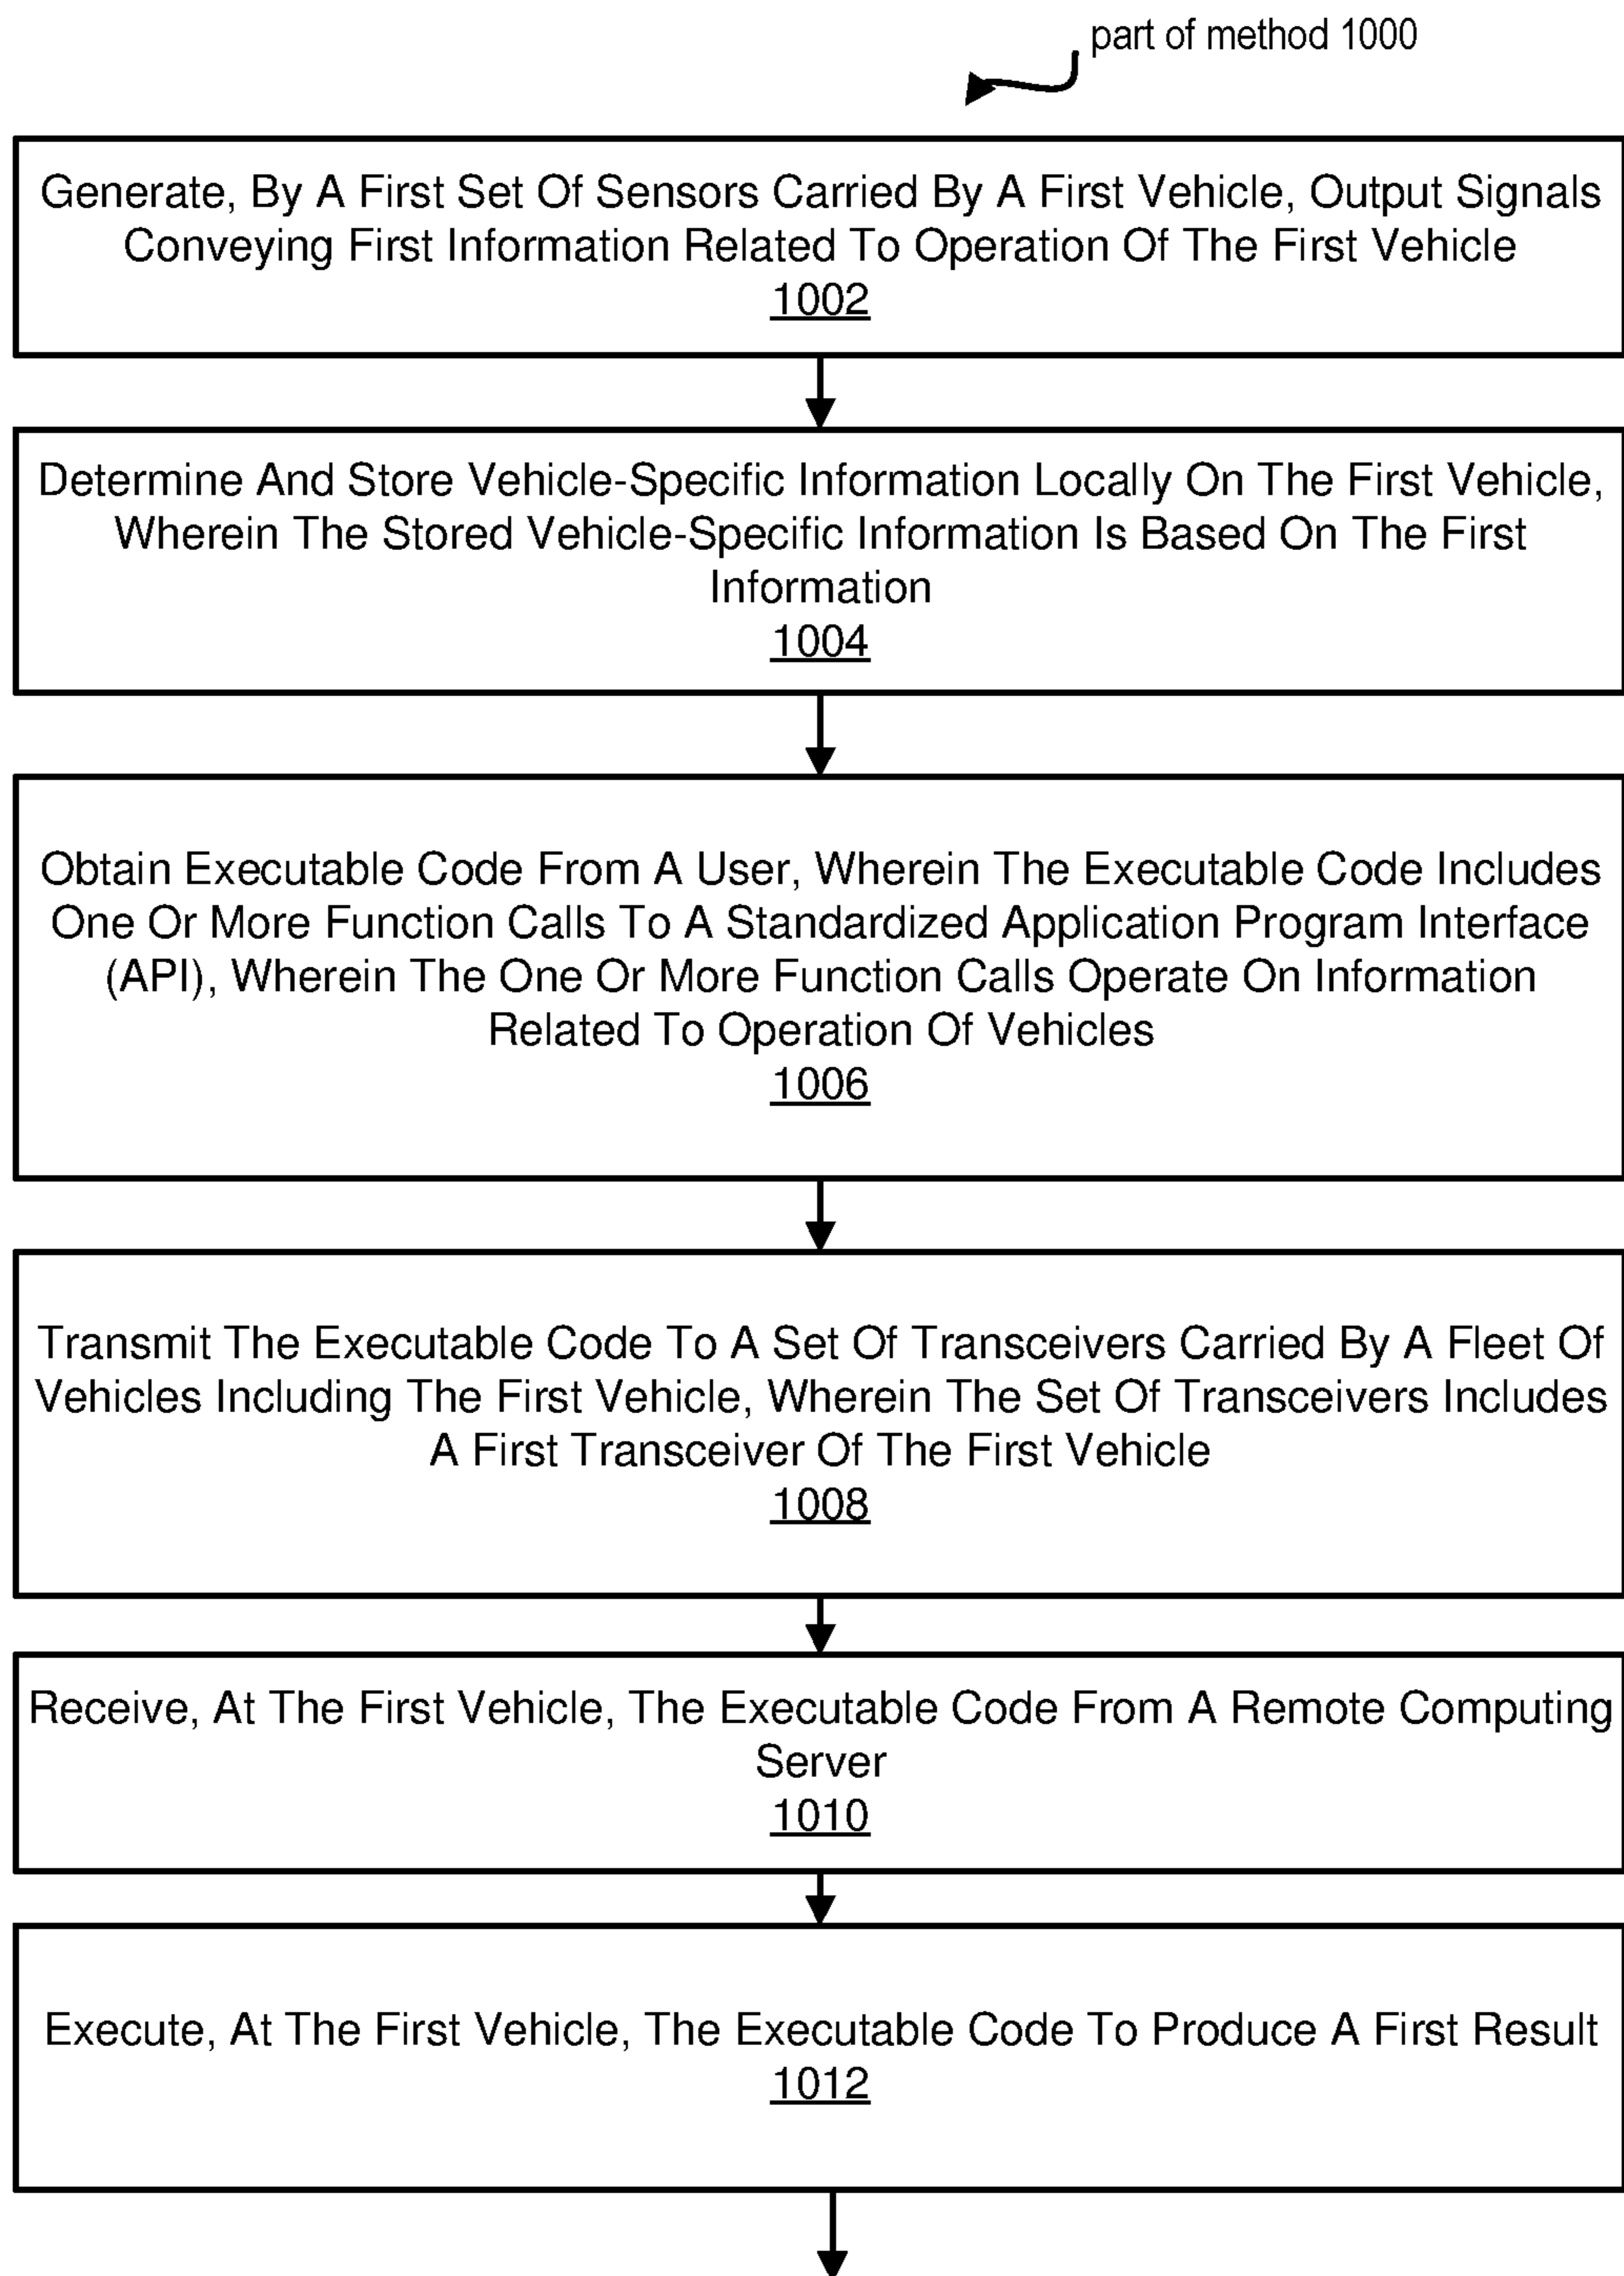 part of method 1000
Generate, By A First Set Of Sensors Carried By A First Vehicle, Output Signals
Conveying First Information Related To Operation Of The First Vehicle
1002
Determine And Store Vehicle-Specific Information Locally On The First Vehicle,
Wherein The Stored Vehicle-Specific Information Is Based On The First
Information
1004
Obtain Executable Code From A User, Wherein The Executable Code Includes
One Or More Function Calls To A Standardized Application Program Interface
(API), Wherein The One Or More Function Calls Operate On Information
Related To Operation Of Vehicles
1006
Transmit The Executable Code To A Set Of Transceivers Carried By A Fleet Of
Vehicles Including The First Vehicle, Wherein The Set Of Transceivers Includes
A First Transceiver Of The First Vehicle
1008
Receive, At The First Vehicle, The Executable Code From A Remote Computing
Server
1010
Execute, At The First Vehicle, The Executable Code To Produce A First Result
1012